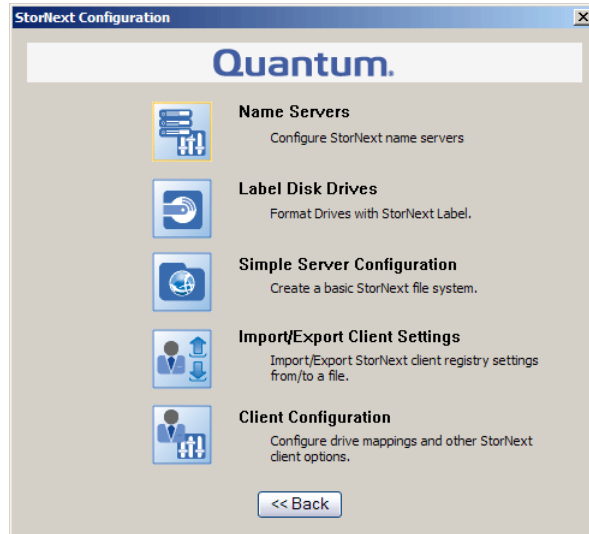 StorNext Configuration
Quantum.
Name Servers
Configure StorNext name servers
Label Disk Drives
Format Drives with StorNext Label.
Simple Server Configuration
Create a basic StorNext file system.
Import/Export Client Settings
Import/Export StorNext client registry settings
from/to a file.
Client Configuration
Configure drive mappings and other StorNext
client options.
<< Back